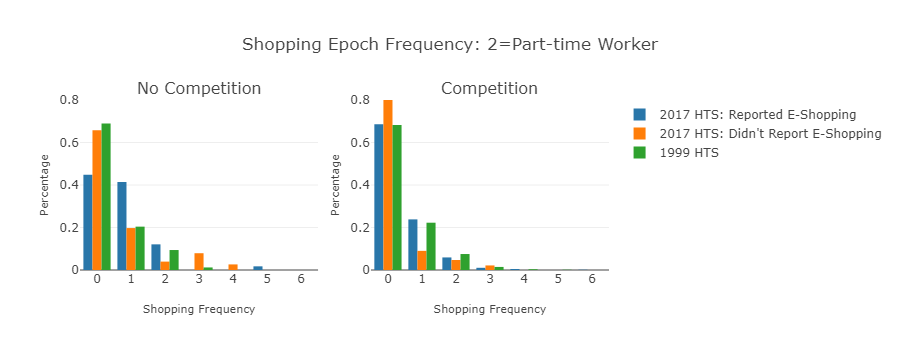 Shopping Epoch Frequency: 2=Part-time Worker
No Competition
0.8
0.6
0.4
0.2
0
Percentage
0 1 2 3 4 5 6
Shopping Frequency
Competition
0.8
0.6
0.4
0.2
0
Percentage
0 1 2 3 4 5 6
Shopping Frequency
2017 HTS: Reported E-Shopping
2017 HTS: Didn't Report E-Shopping
1999 HTS